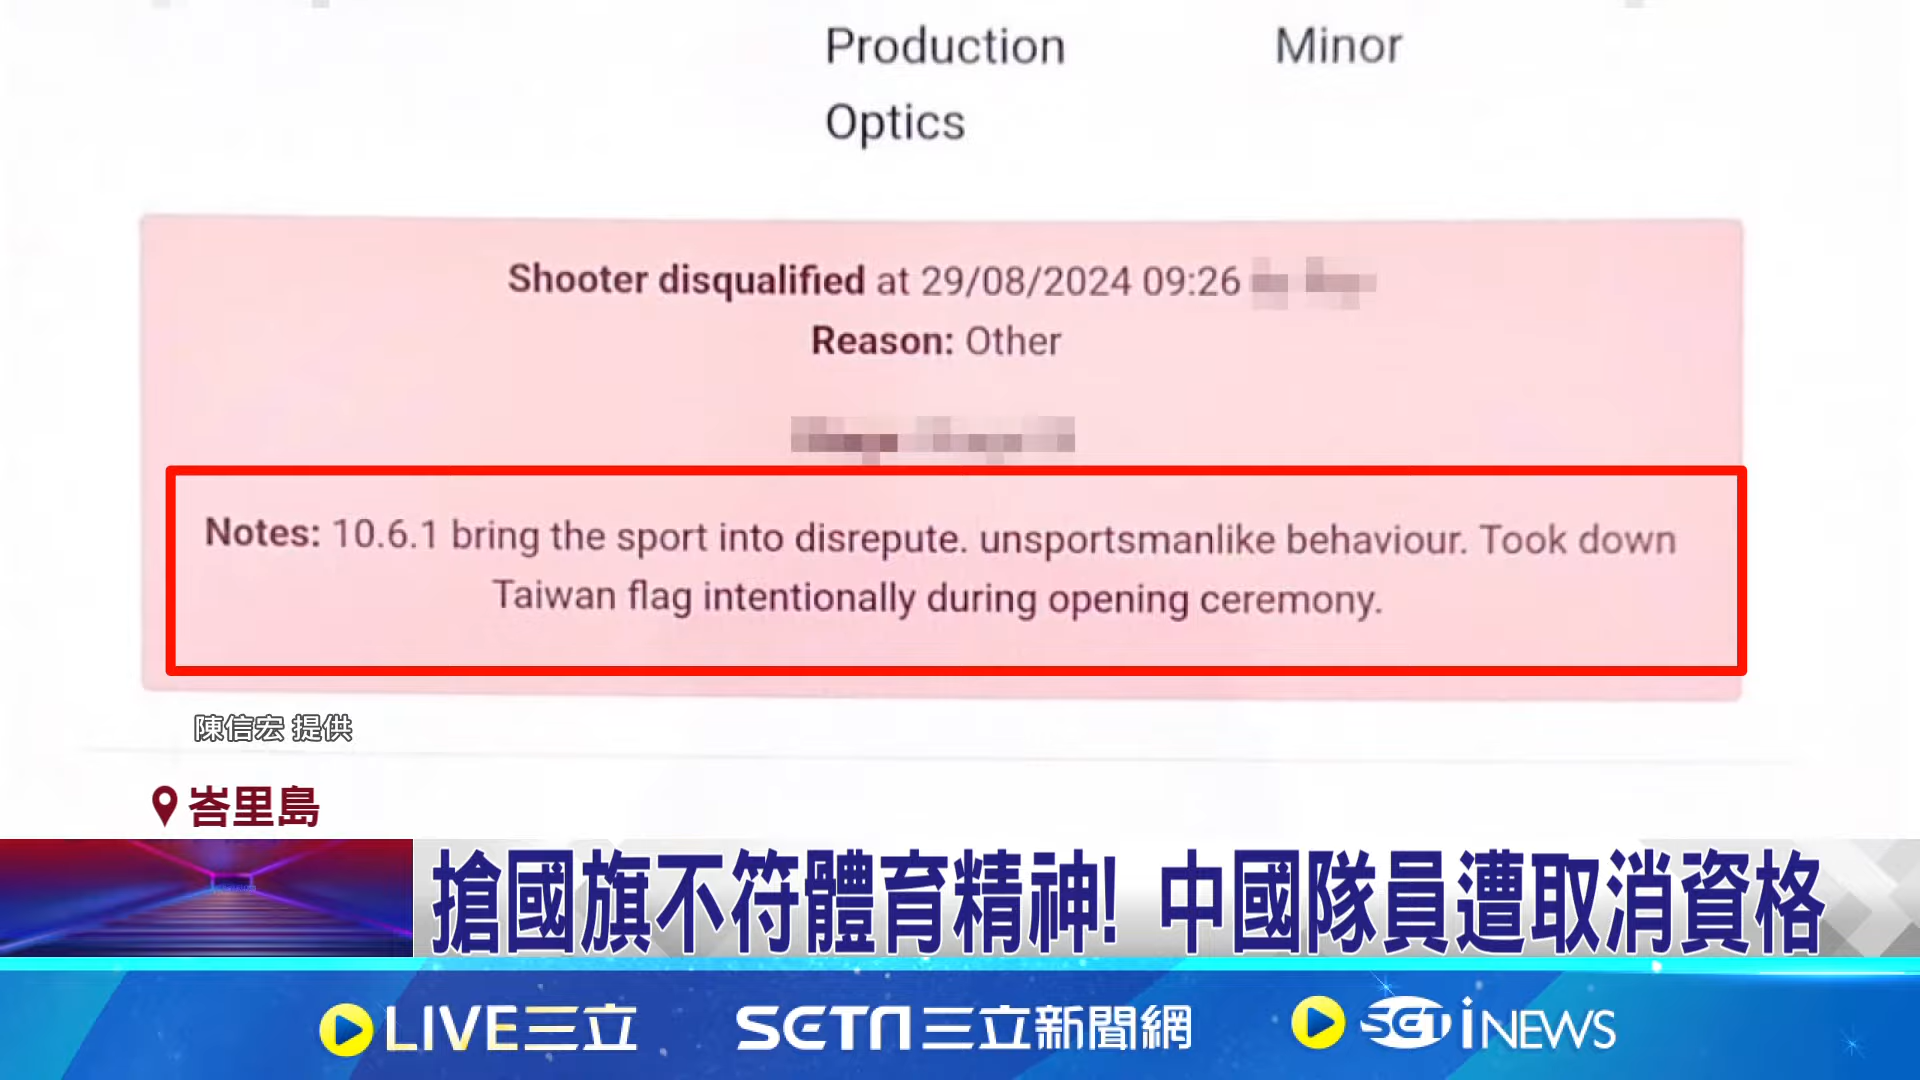 Production Minor
Optics
Shooter disqualified at 29/08/2024 09:26
Reason: Other
Notes: 10.6.1 bring the sport into disrepute. unsportsmanlike behaviour. Took down
Taiwan flag intentionally during opening ceremony.
陳信宏 提供
峇里島
搶國旗不符體育精神! 中國隊員遭取消資格
LIVE三立 SETN三立新聞網 SET iNEWS